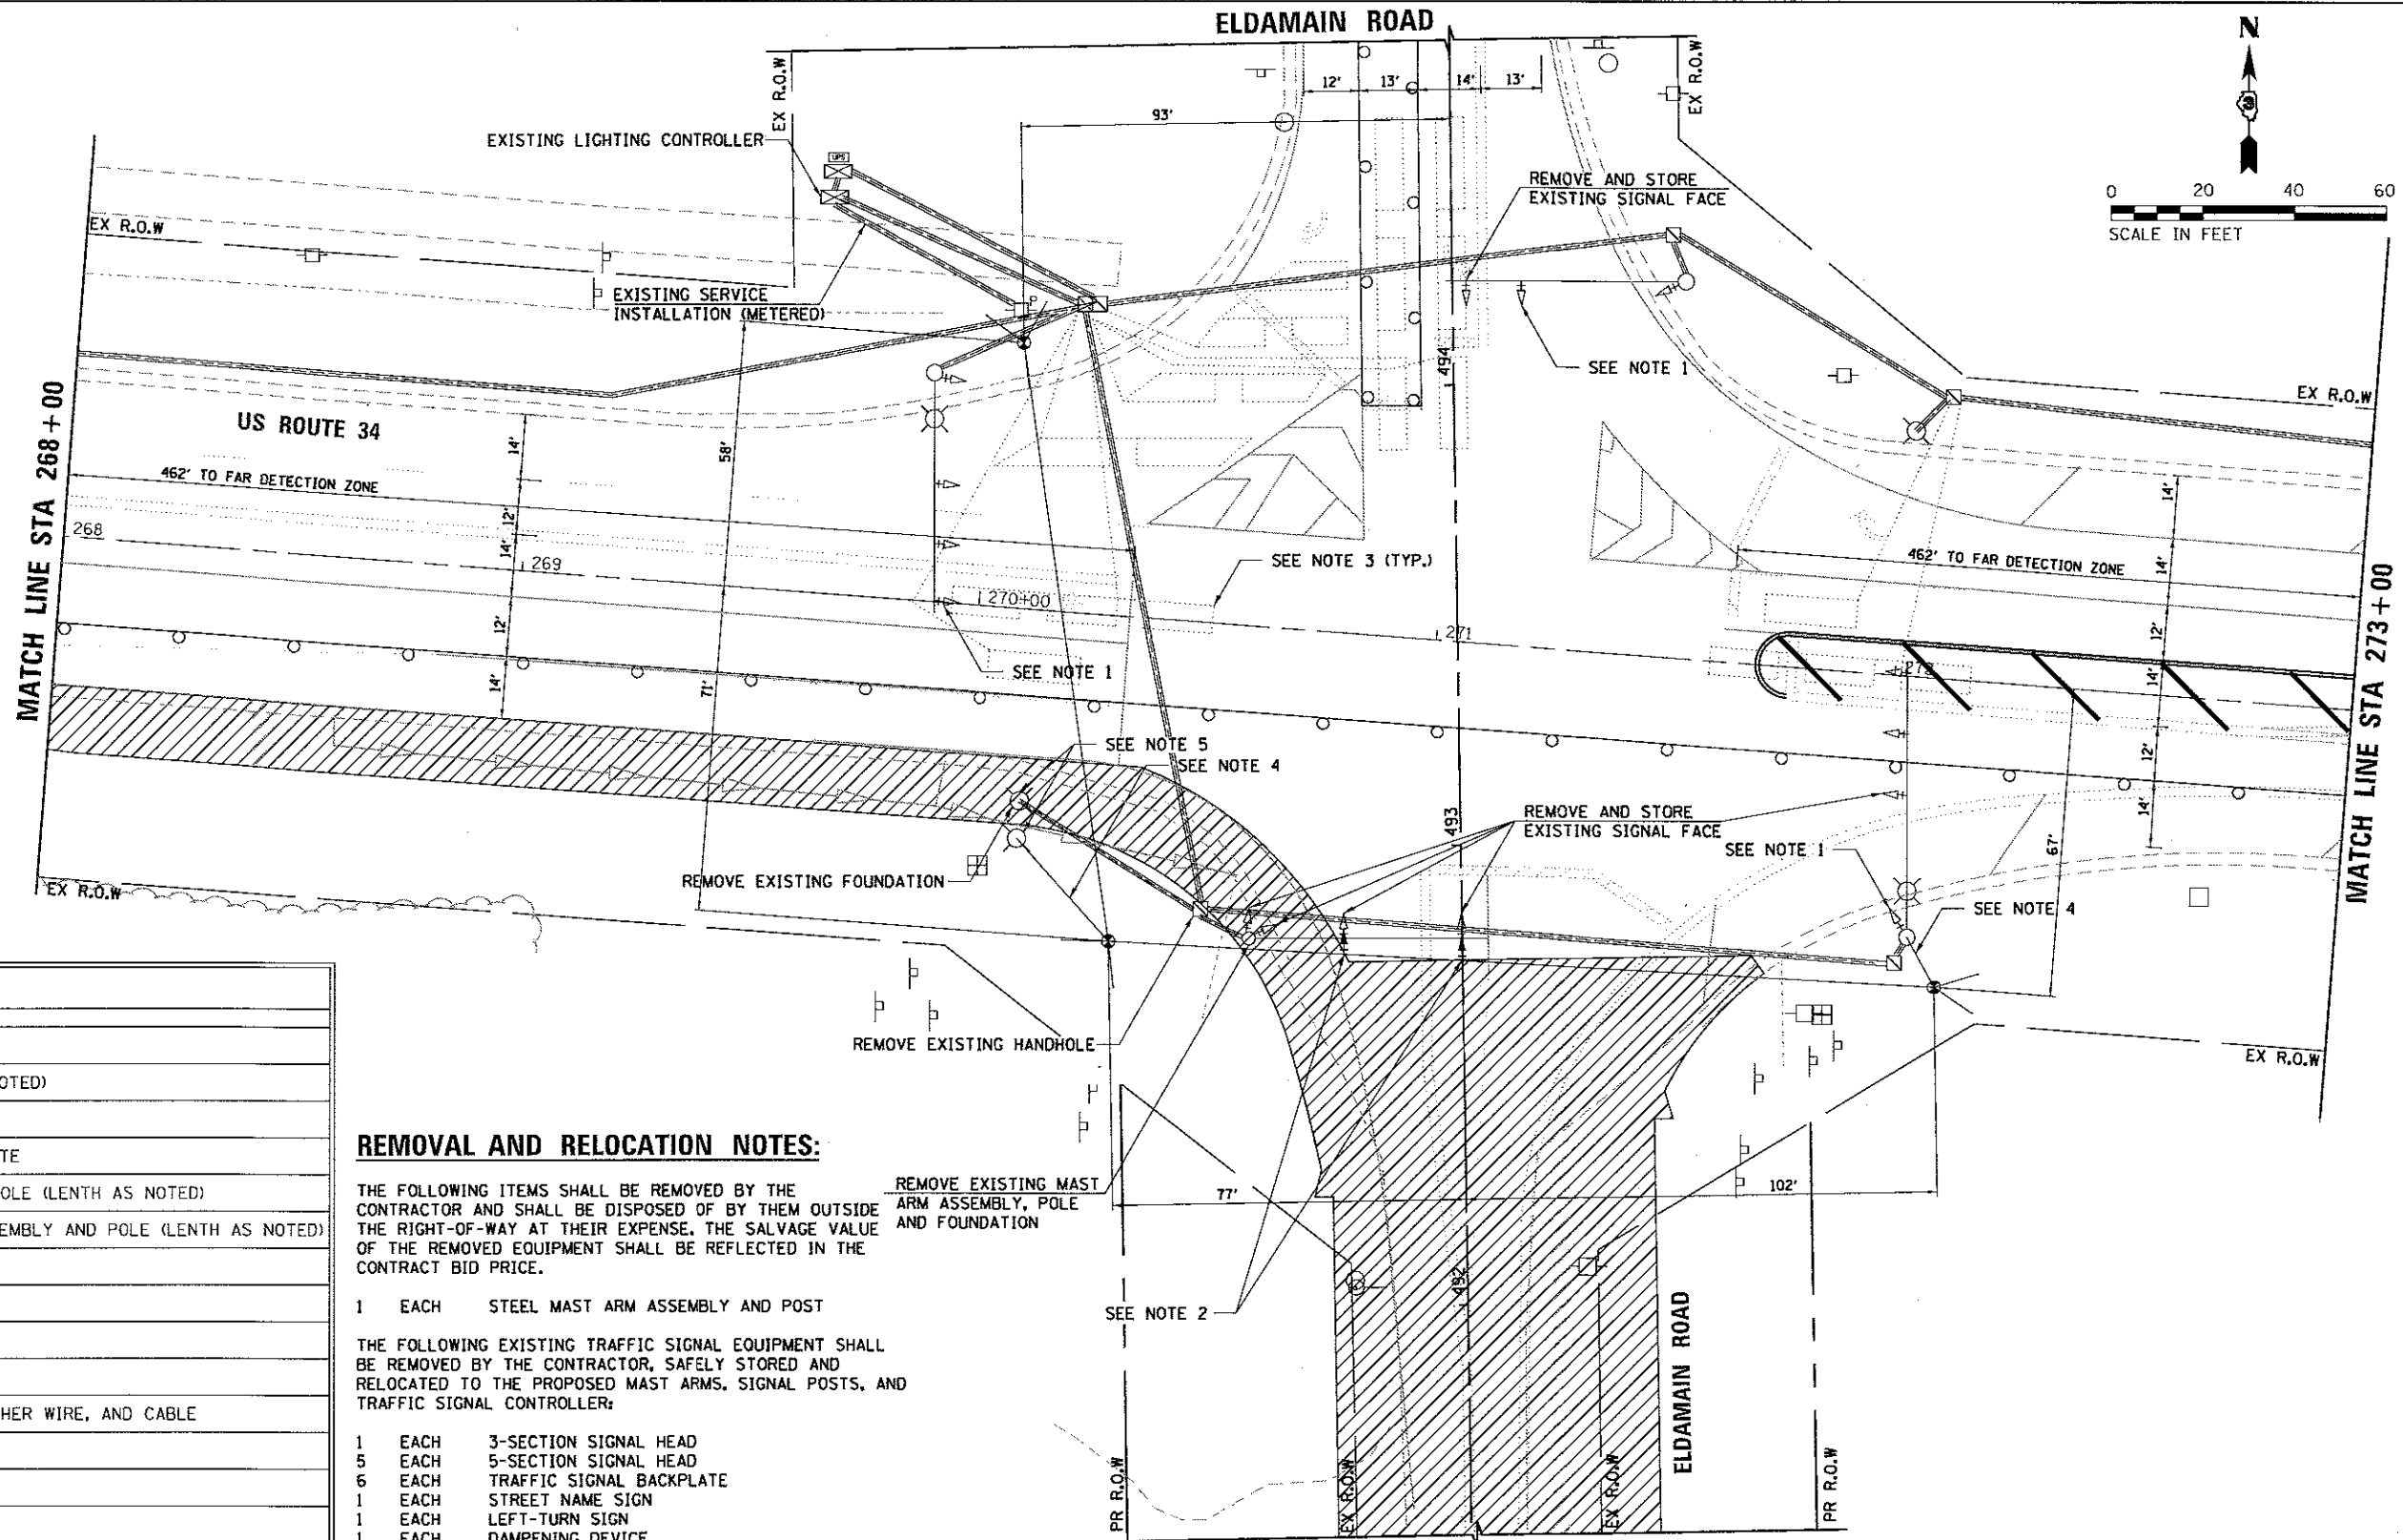 ELDAMAIN ROAD
N
EX R.O.W
EX R.O.W
12'
13'
14'
13'
93'
0 20 40 60
SCALE IN FEET
EXISTING LIGHTING CONTROLLER
UPS
REMOVE AND STORE
EXISTING SIGNAL FACE
EX R.O.W
EXISTING SERVICE
INSTALLATION (METERED)
P
494
SEE NOTE 1
EX R.O.W
MATCH LINE STA 268+00
US ROUTE 34
14'
58'
462' TO FAR DETECTION ZONE
12'
14'
268
269
SEE NOTE 3 (TYP.)
14'
462' TO FAR DETECTION ZONE
14'
MATCH LINE STA 273+00
270+00
271
12'
12'
SEE NOTE 1
272
14'
14'
71'
12'
14'
SEE NOTE 5
SEE NOTE 4
493
REMOVE AND STORE
EXISTING SIGNAL FACE
SEE NOTE 1
67'
REMOVE EXISTING FOUNDATION
EX R.O.W
SEE NOTE 4
REMOVE EXISTING HANDHOLE
EX R.O.W
OTED)
TE
OLE (LENTH AS NOTED)
EMBLY AND POLE (LENTH AS NOTED)
HER WIRE, AND CABLE
REMOVAL AND RELOCATION NOTES:
THE FOLLOWING ITEMS SHALL BE REMOVED BY THE
CONTRACTOR AND SHALL BE DISPOSED OF BY THEM OUTSIDE
THE RIGHT-OF-WAY AT THEIR EXPENSE. THE SALVAGE VALUE
OF THE REMOVED EQUIPMENT SHALL BE REFLECTED IN THE
CONTRACT BID PRICE.
1 EACH STEEL MAST ARM ASSEMBLY AND POST
THE FOLLOWING EXISTING TRAFFIC SIGNAL EQUIPMENT SHALL
BE REMOVED BY THE CONTRACTOR, SAFELY STORED AND
RELOCATED TO THE PROPOSED MAST ARMS, SIGNAL POSTS, AND
TRAFFIC SIGNAL CONTROLLER:
1 EACH 3-SECTION SIGNAL HEAD
5 EACH 5-SECTION SIGNAL HEAD
6 EACH TRAFFIC SIGNAL BACKPLATE
1 EACH STREET NAME SIGN
1 EACH LEFT-TURN SIGN
1 EACH DAMPENING DEVICE
REMOVE EXISTING MAST
ARM ASSEMBLY, POLE
AND FOUNDATION
77'
102'
SEE NOTE 2
492
ELDAMAIN ROAD
PR R.O.W
EX R.O.W
EX R.O.W
PR R.O.W